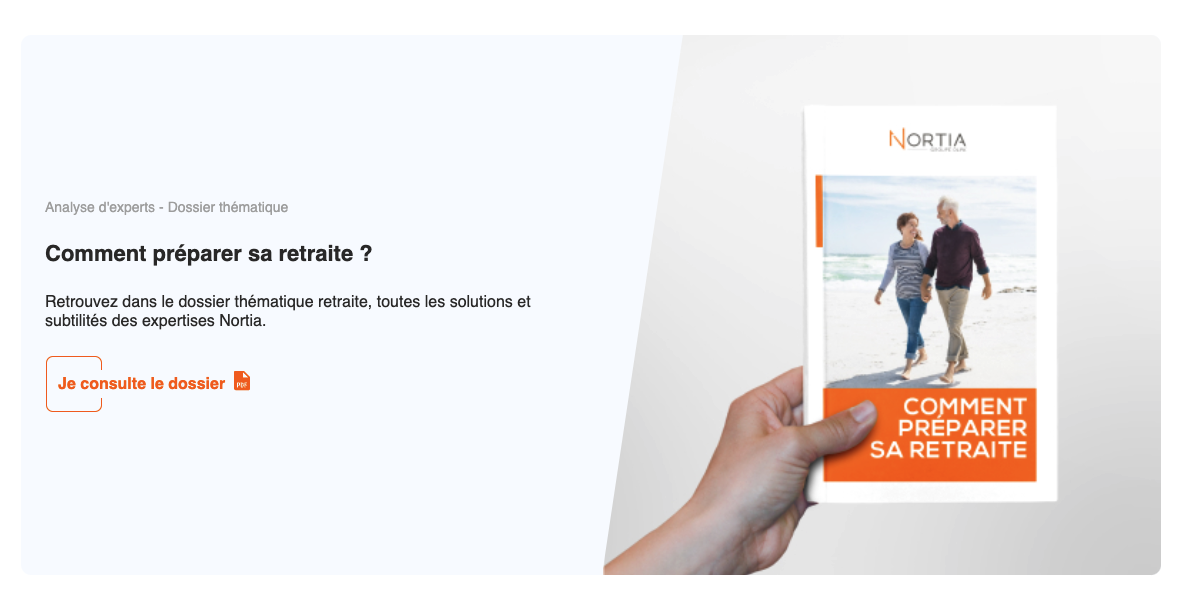 Analyse d'experts - Dossier thématique
Comment préparer sa retraite ?
Retrouvez dans le dossier thématique retraite, toutes les solutions et
subtilités des expertises Nortia.
Je consulte le dossier
PDF
NORTIA
COMMENT
PRÉPARER
SA RETRAITE